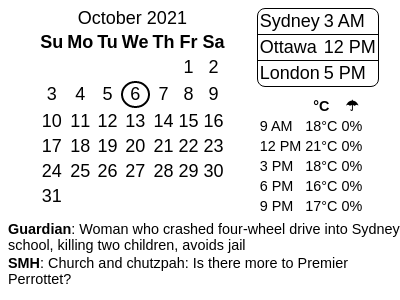 October 2021
Su Mo Tu We Th Fr Sa
1 2
3 4 5 6 7 8 9
10 11 12 13 14 15 16
17 18 19 20 21 22 23
24 25 26 27 28 29 30
31
Sydney 3 AM
Ottawa 12 PM
London 5 PM
°C ☂
9 AM 18°C 0%
12 PM 21°C 0%
3 PM 18°C 0%
6 PM 16°C 0%
9 PM 17°C 0%
Guardian: Woman who crashed four-wheel drive into Sydney
school, killing two children, avoids jail
SMH: Church and chutzpah: Is there more to Premier
Perrottet?